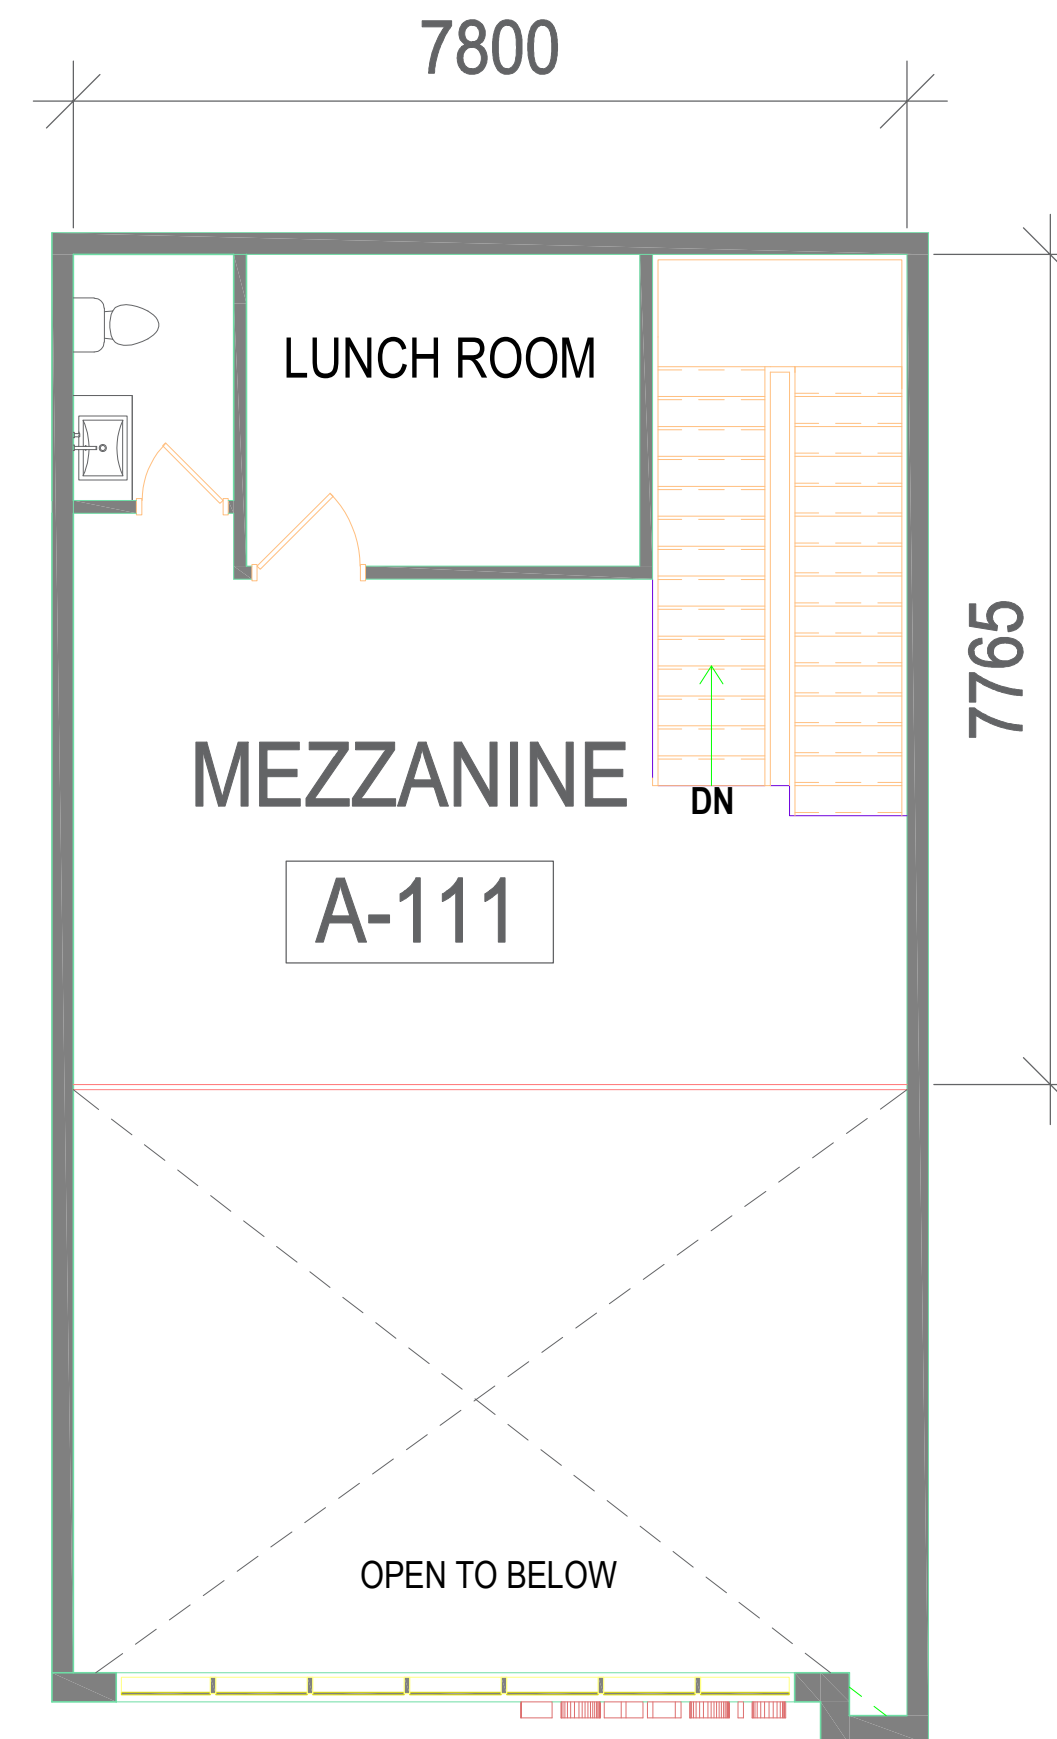 7800
LUNCH ROOM
7765
MEZZANINE
DN
A-111
OPEN TO BELOW